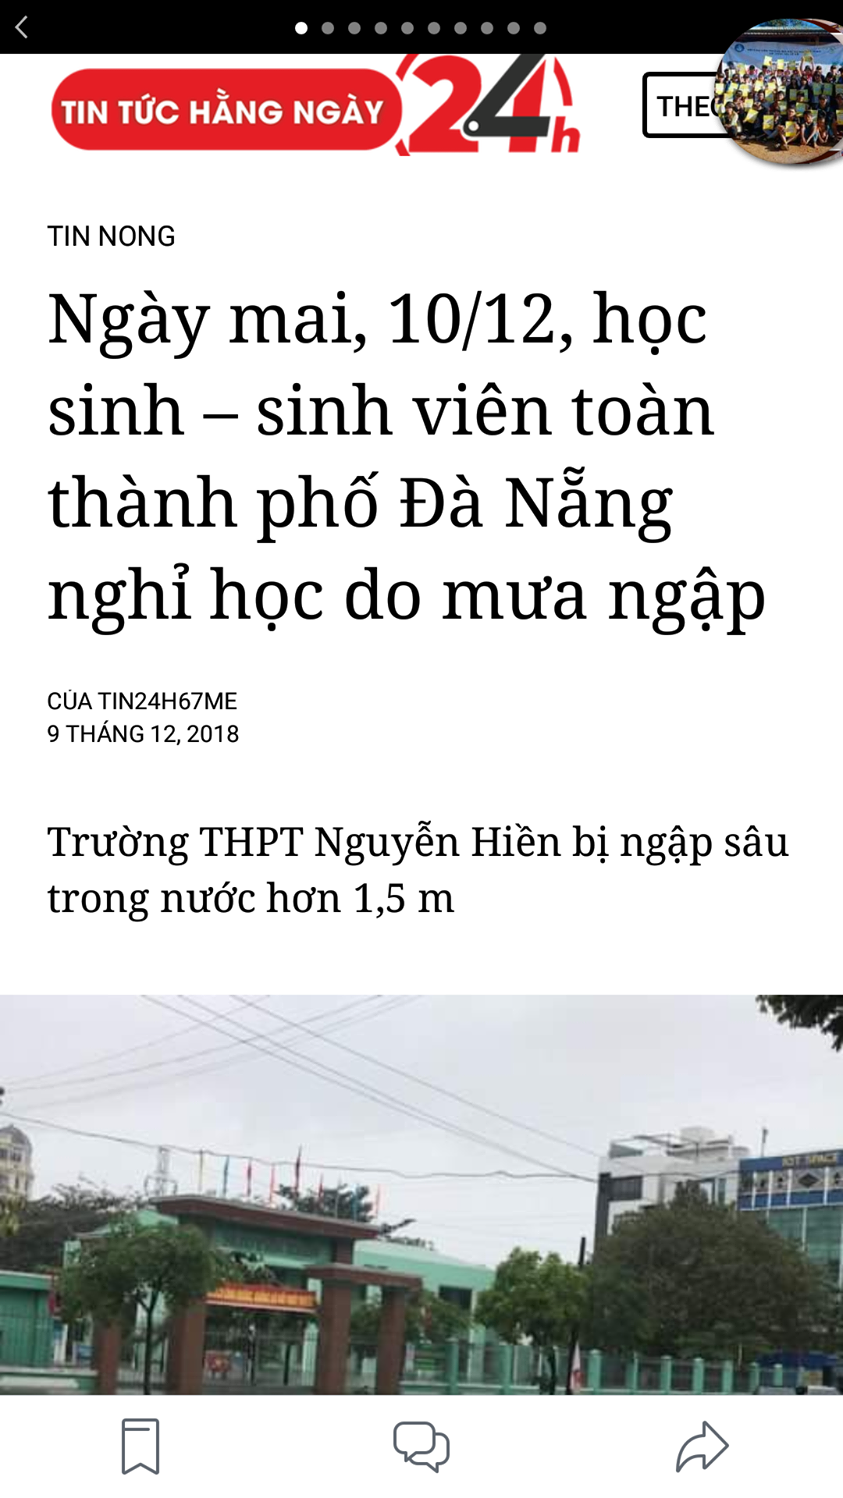 TIN TỨC HẰNG NGÀY 24h
TIN NONG
Ngày mai, 10/12, học
sinh – sinh viên toàn
thành phố Đà Nẵng
nghỉ học do mưa ngập
CỦA TIN24H67ME
9 THÁNG 12, 2018
Trường THPT Nguyễn Hiền bị ngập sâu
trong nước hơn 1,5 m